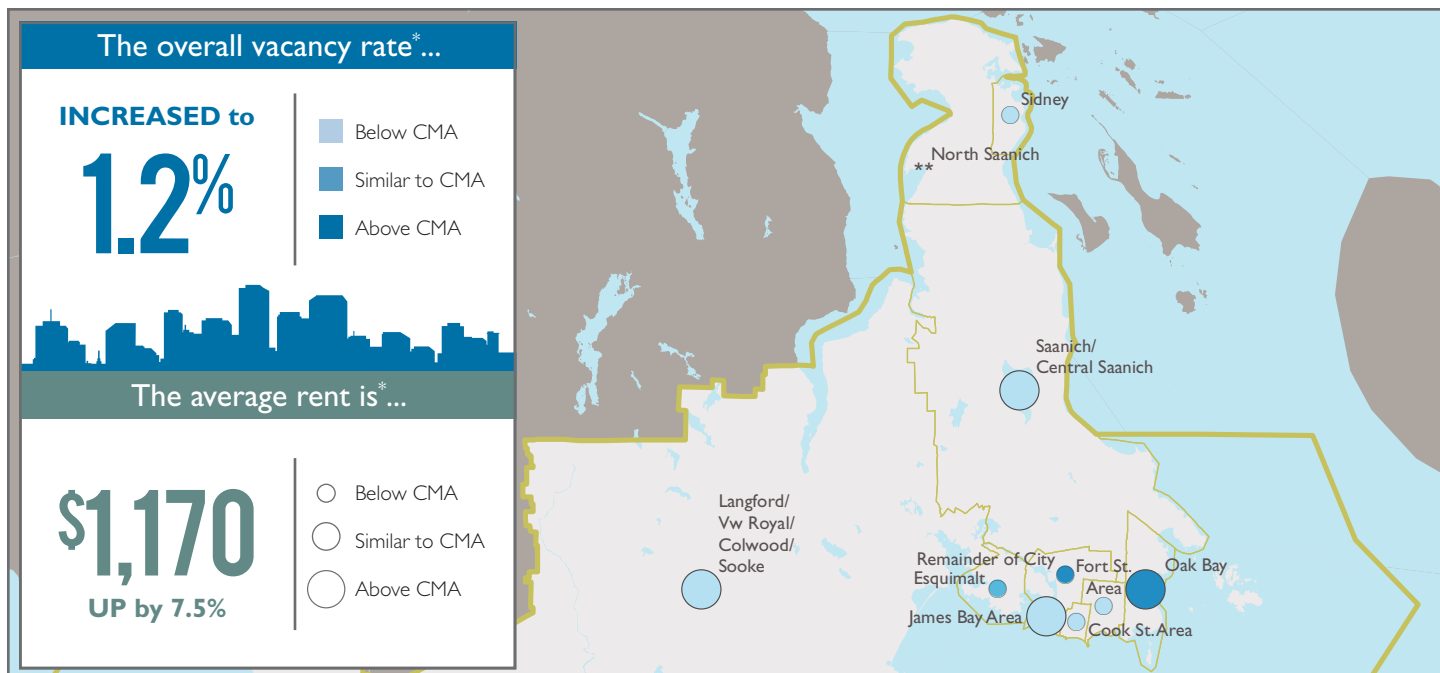 The overall vacancy rate*...
INCREASED to
1.2%
Below CMA
Similar to CMA
Above CMA
The average rent is*...
$1,170
UP by 7.5%
Below CMA
Similar to CMA
Above CMA
Sidney
North Saanich
**
Saanich/
Central Saanich
Langford/
Vw Royal/
Colwood/
Sooke
Remainder of City
Esquimalt
Fort St.
Area
Oak Bay
James Bay Area
Cook St. Area